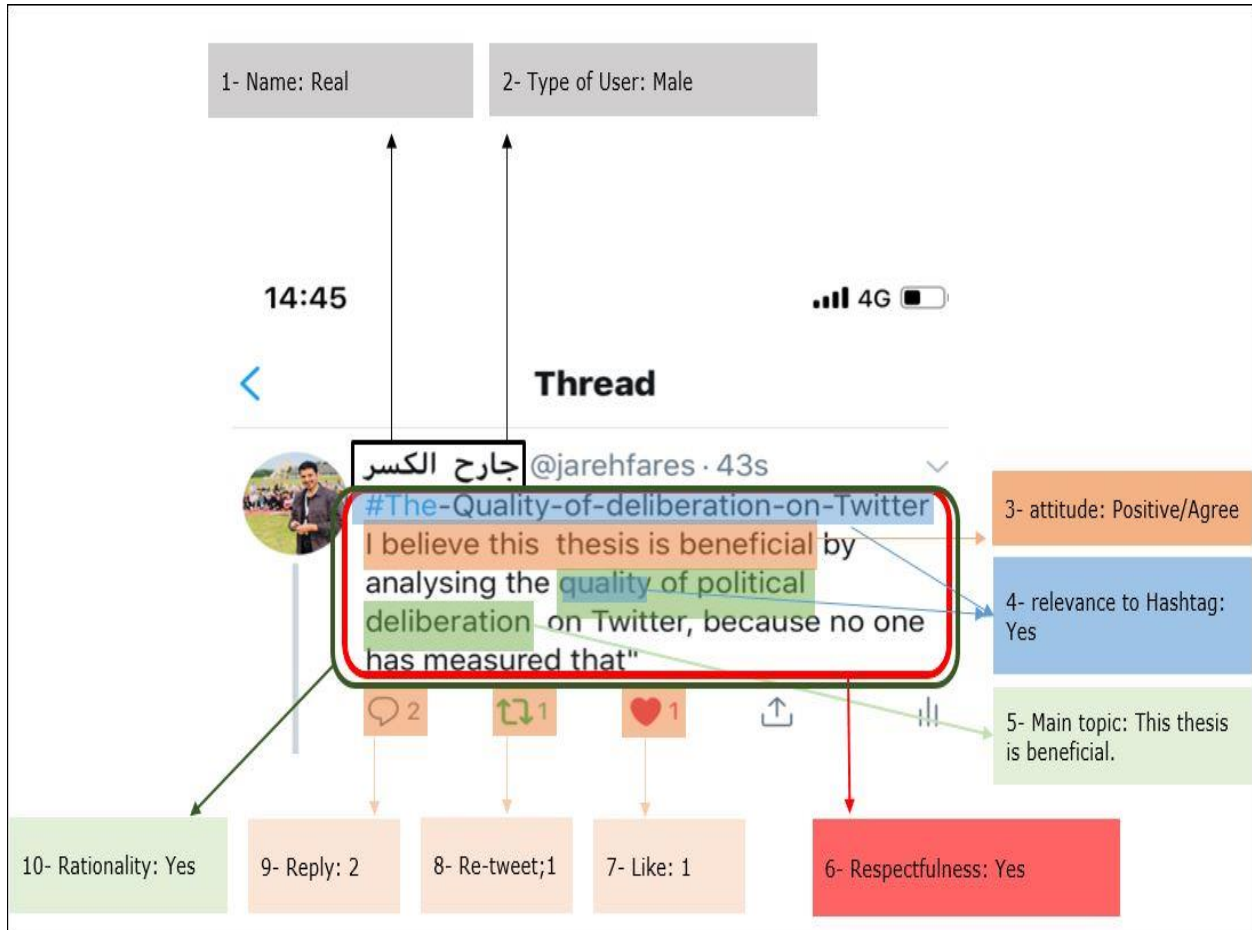 1- Name: Real
2- Type of User: Male
14:45
4G
Thread
جارح الكسر @jarehfares · 43s
#The-Quality-of-deliberation-on-Twitter
I believe this thesis is beneficial by
analysing the quality of political
deliberation on Twitter, because no one
has measured that"
2 1 1
3- attitude: Positive/Agree
4- relevance to Hashtag:
Yes
5- Main topic: This thesis
is beneficial.
10- Rationality: Yes
9- Reply: 2
8- Re-tweet;1
7- Like: 1
6- Respectfulness: Yes